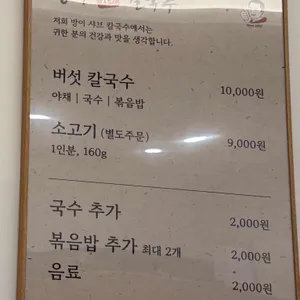 칼국수
저희 방이 샤브 칼국수에서는
귀한 분의 건강과 맛을 생각합니다.
버섯 칼국수 10,000원
야채 | 국수 | 볶음밥
소고기 (별도주문) 9,000원
1인분, 160g
국수 추가 2,000원
볶음밥 추가 최대 2개 2,000원
음료 2,000원